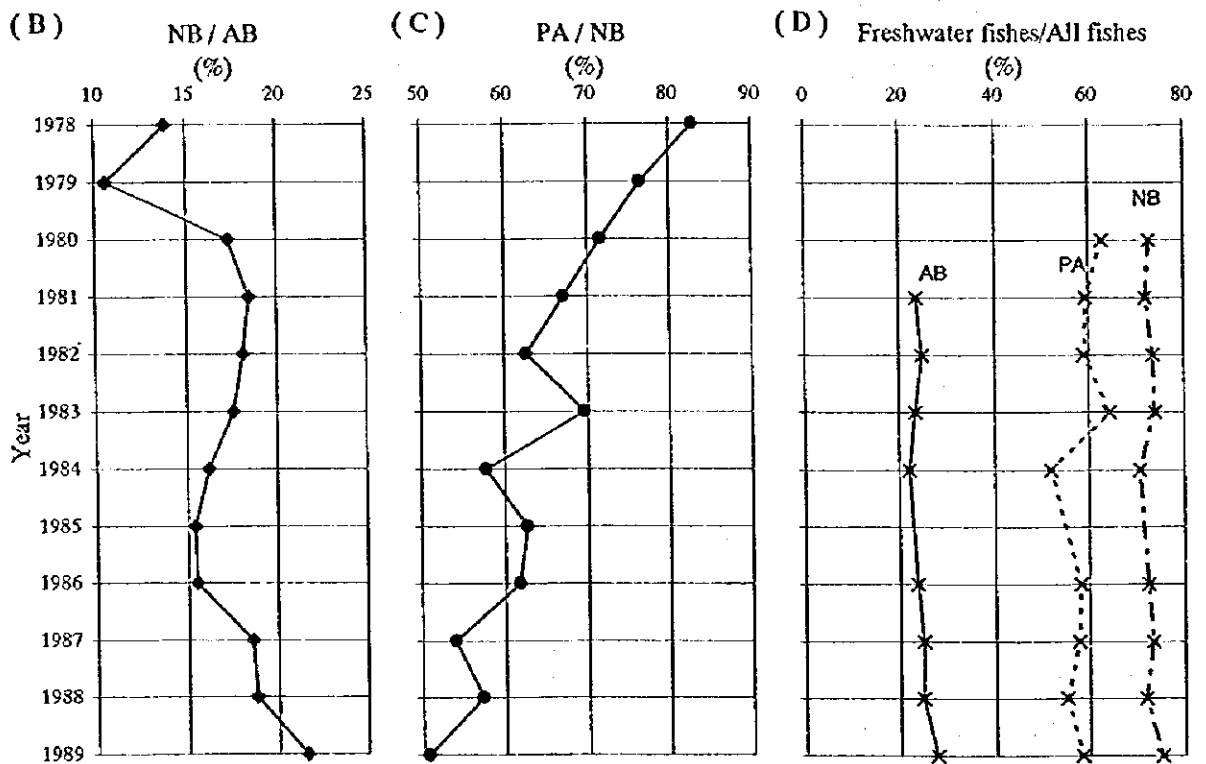 (B) NB / AB
(%)
10 15 20 25
(C) PA / NB
(%)
50 60 70 80 90
(D) Freshwater fishes/All fishes
(%)
0 20 40 60 80
Year
1978
1979
1980
1981
1982
1983
1984
1985
1986
1987
1988
1989
AB
PA
NB